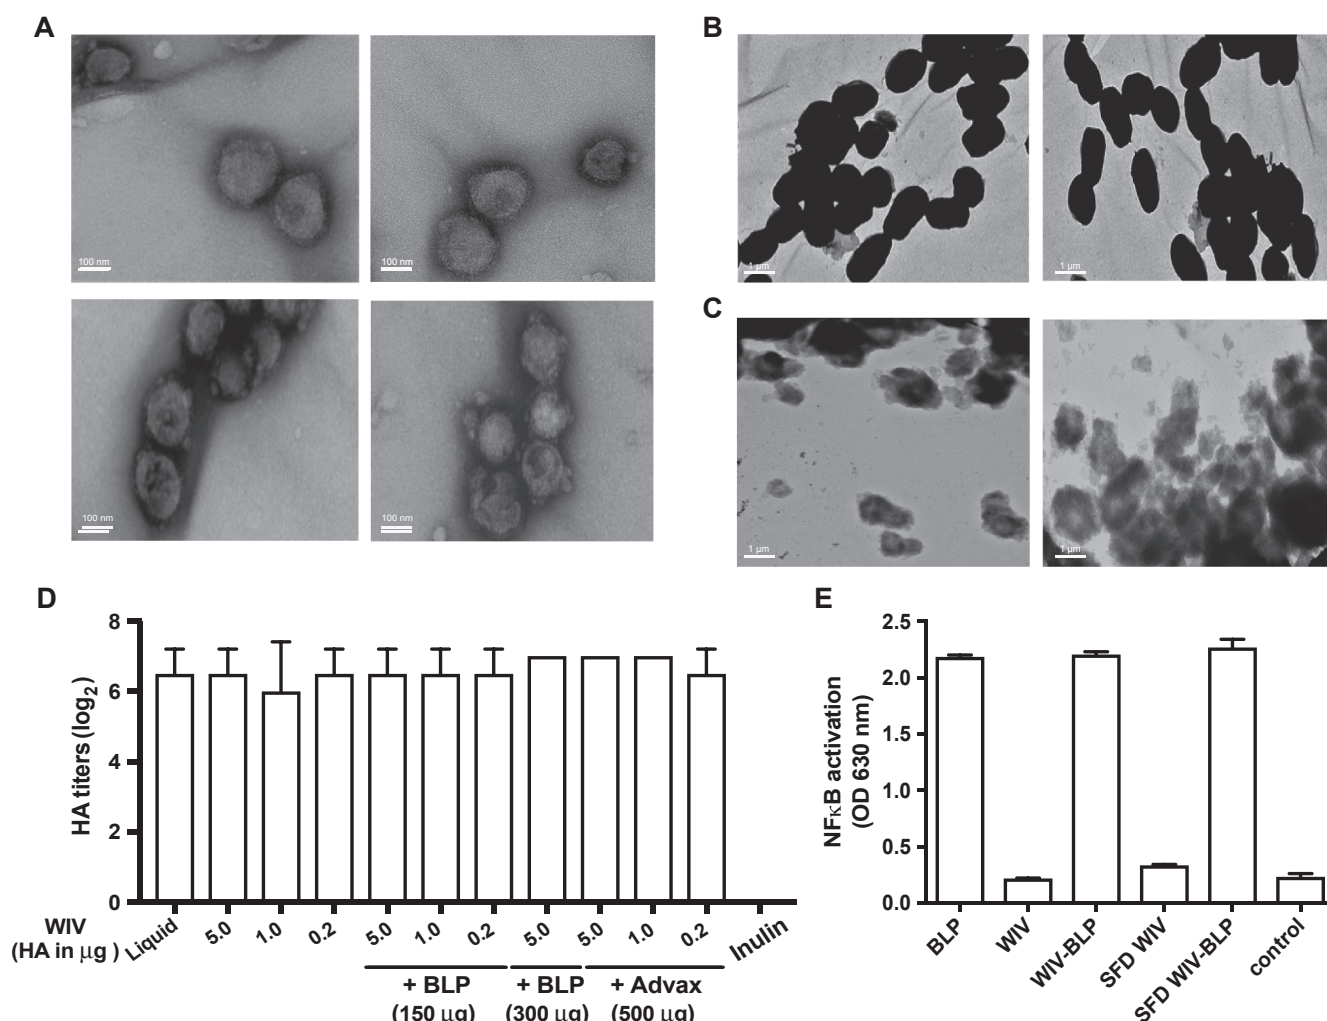 A
B
100 nm
100 nm
1 µm
1 µm
C
100 nm
100 nm
1 µm
1 µm
D
8
6
4
2
0
HA titers (log2)
WIV
(HA in µg )
Liquid
5.0
1.0
0.2
5.0
1.0
0.2
5.0
5.0
1.0
0.2
Inulin
+ BLP
(150 µg)
+ BLP
(300 µg)
+ Advax
(500 µg)
E
2.5
2.0
1.5
1.0
0.5
0.0
NFκB activation
(OD 630 nm)
BLP
WIV
WIV-BLP
SFD WIV
SFD WIV-BLP
control